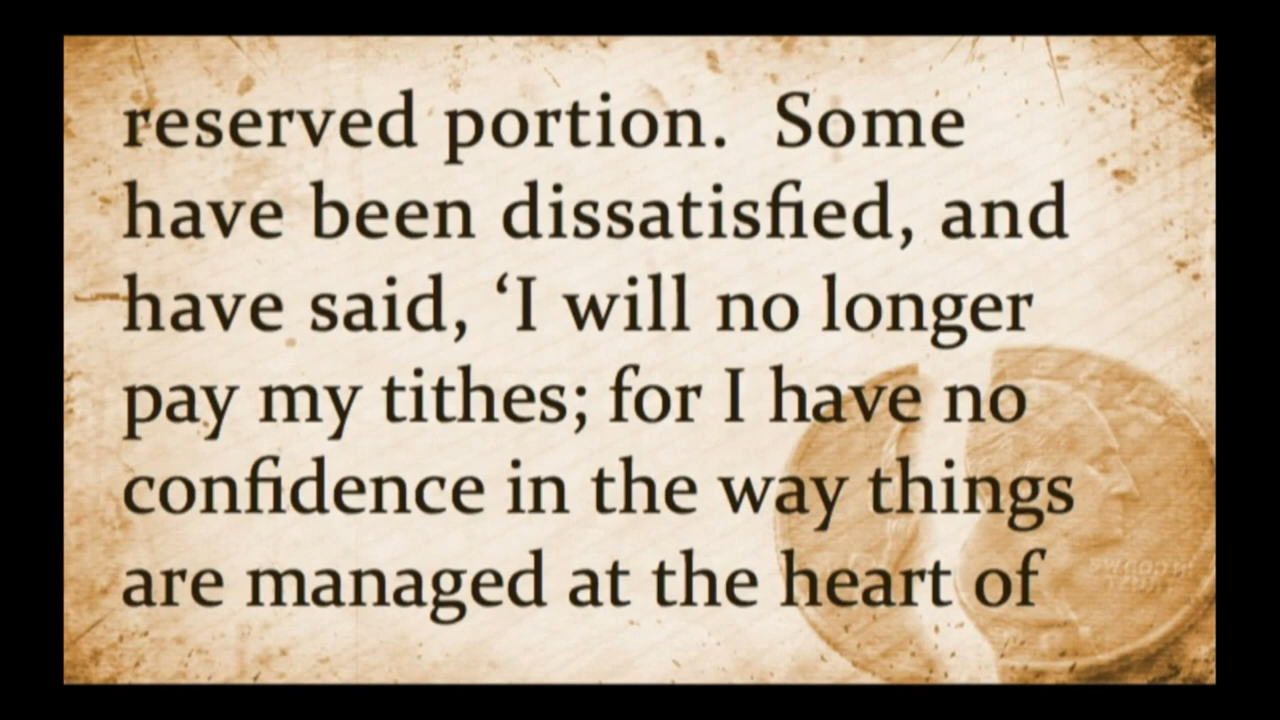 reserved portion.  Some
have been dissatisfied, and
have said, ‘I will no longer
pay my tithes; for I have no
confidence in the way things
are managed at the heart of